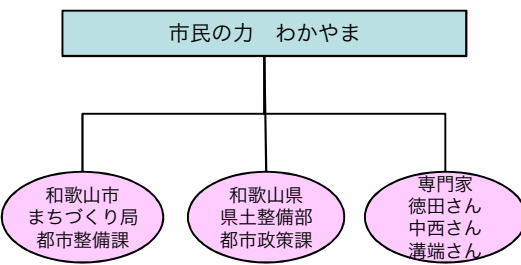 市民の力　わかやま
和歌山市
まちづくり局
都市整備課
和歌山県
県土整備部
都市政策課
専門家
徳田さん
中西さん
溝端さん